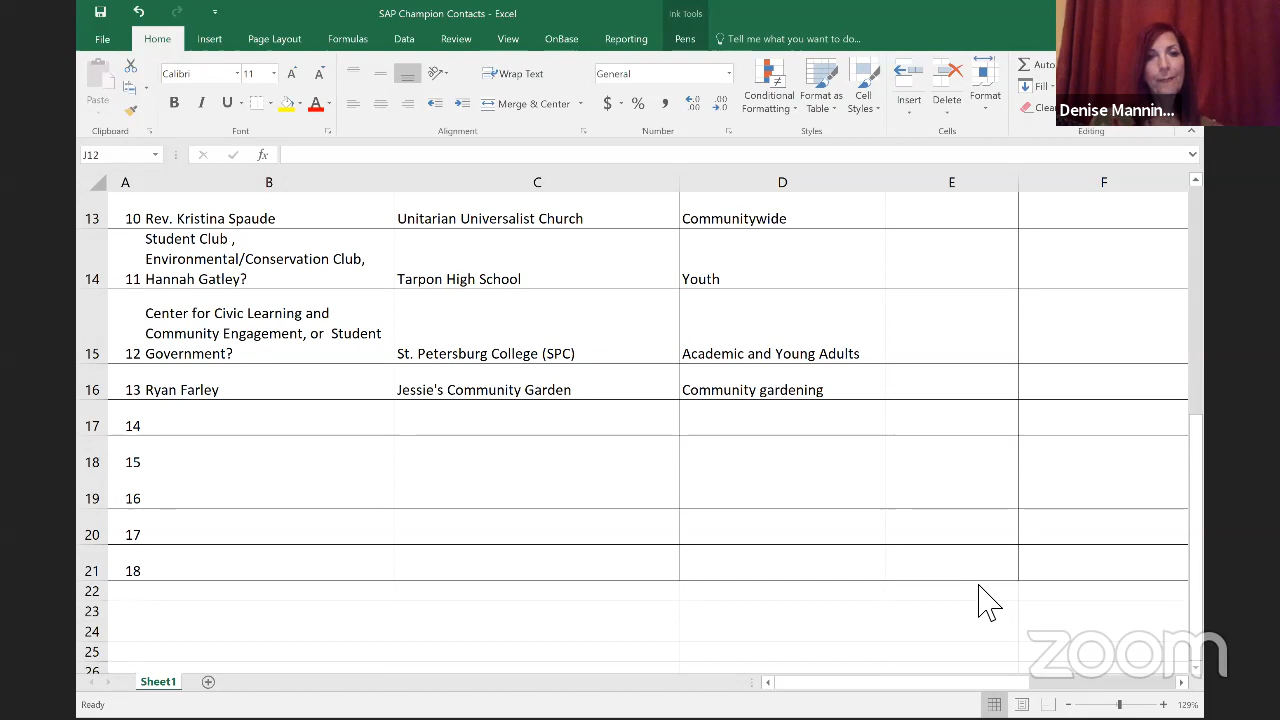 SAP Champion Contacts - Excel
Ink Tools
File
Home
Insert
Page Layout
Formulas
Data
Review
View
OnBase
Reporting
Pens
Tell me what you want to do...
Denise Mannin...
Paste
Calibri
11
A
A
B
I
U
A
Wrap Text
Merge & Center
General
$ % ,
Conditional
Formatting
Format as
Table
Cell
Styles
Insert
Delete
Format
Σ Auto
Fill
Clea
Clipboard
Font
Alignment
Number
Styles
Cells
Editing
J12
fx
A
B
C
D
E
F
13 10 Rev. Kristina Spaude Unitarian Universalist Church Communitywide
Student Club ,
Environmental/Conservation Club,
14 11 Hannah Gatley? Tarpon High School Youth
Center for Civic Learning and
Community Engagement, or Student
15 12 Government? St. Petersburg College (SPC) Academic and Young Adults
16 13 Ryan Farley Jessie's Community Garden Community gardening
17 14
18 15
19 16
20 17
21 18
22
23
24
25
26
Sheet1
Ready
129%
zoom